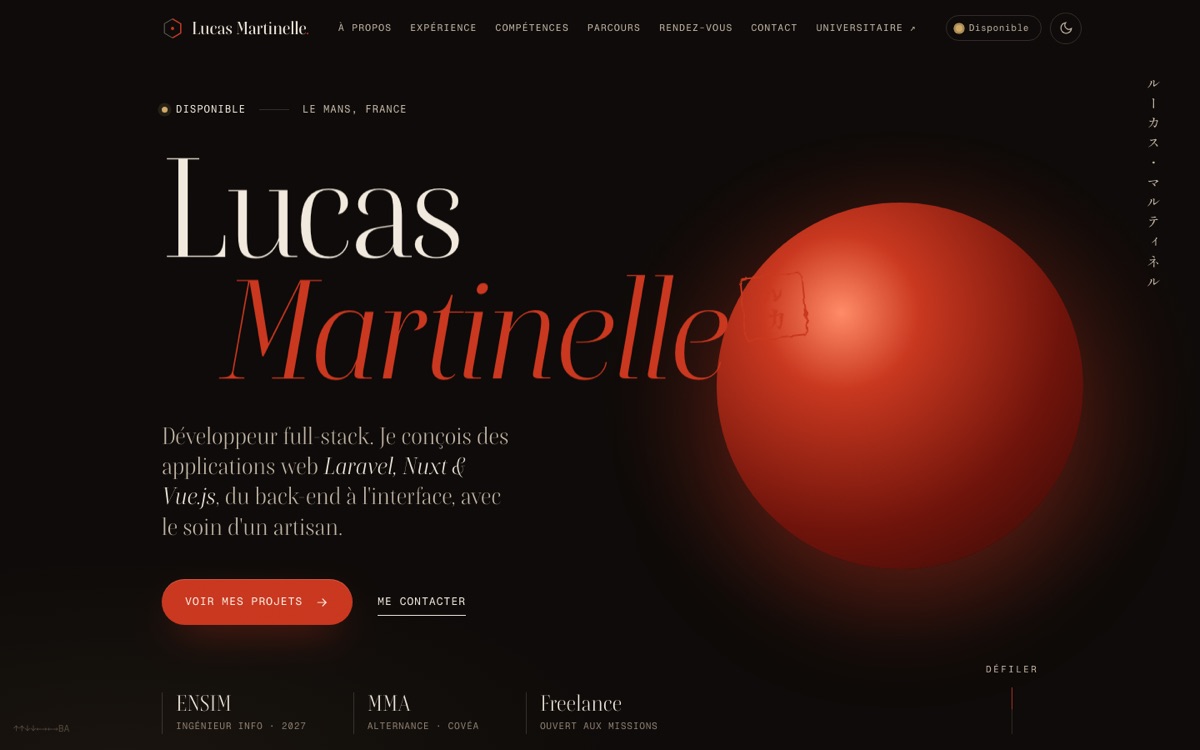 Lucas Martinelle.
À PROPOS
EXPÉRIENCE
COMPÉTENCES
PARCOURS
RENDEZ-VOUS
CONTACT
UNIVERSITAIRE ↗
Disponible
DISPONIBLE
LE MANS, FRANCE
ルーカス・マルティネル
Lucas
Martinelle
Développeur full-stack. Je conçois des
applications web Laravel, Nuxt &
Vue.js, du back-end à l'interface, avec
le soin d'un artisan.
VOIR MES PROJETS →
ME CONTACTER
DÉFILER
ENSIM
INGÉNIEUR INFO · 2027
MMA
ALTERNANCE · COVÉA
Freelance
OUVERT AUX MISSIONS